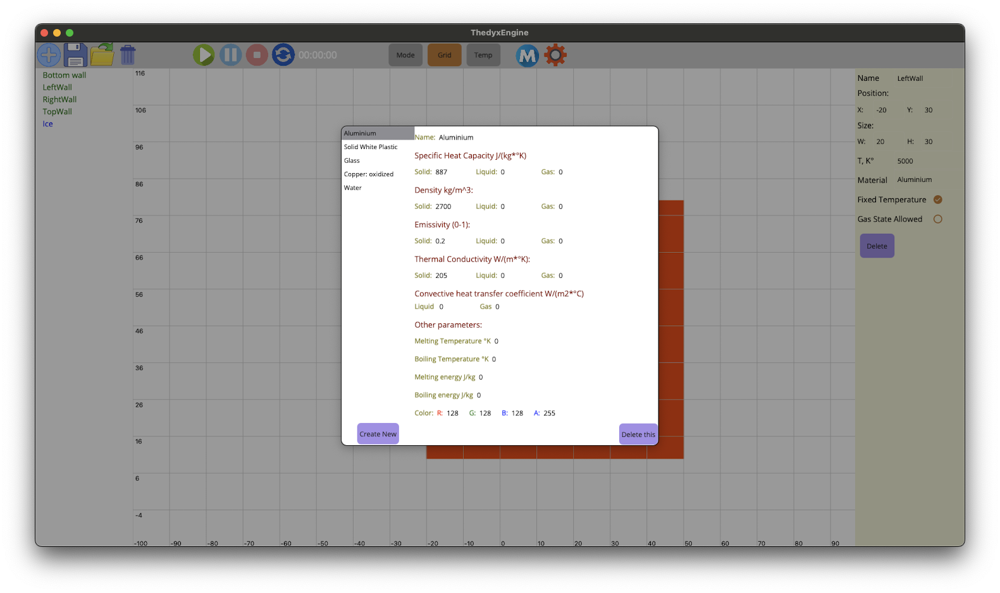 ThedyxEngine
00:00:00
Mode
Grid
Temp
M
Bottom wall
LeftWall
RightWall
TopWall
Ice
116
106
96
86
76
66
56
46
36
26
16
6
-4
-100 -90 -80 -70 -60 -50 -40 -30 -20 -10 0 10 20 30 40 50 60 70 80 90
Aluminium
Solid White Plastic
Glass
Copper: oxidized
Water
Name: Aluminium
Specific Heat Capacity J/(kg*°K)
Solid: 887 Liquid: 0 Gas: 0
Density kg/m^3:
Solid: 2700 Liquid: 0 Gas: 0
Emissivity (0-1):
Solid: 0.2 Liquid: 0 Gas: 0
Thermal Conductivity W/(m*°K):
Solid: 205 Liquid: 0 Gas: 0
Convective heat transfer coefficient W/(m2*°C)
Liquid 0 Gas 0
Other parameters:
Melting Temperature °K 0
Boiling Temperature °K 0
Melting energy J/kg 0
Boiling energy J/kg 0
Color: R: 128 G: 128 B: 128 A: 255
Create New
Delete this
Name LeftWall
Position:
X: -20 Y: 30
Size:
W: 20 H: 30
T, K° 5000
Material Aluminium
Fixed Temperature
Gas State Allowed
Delete